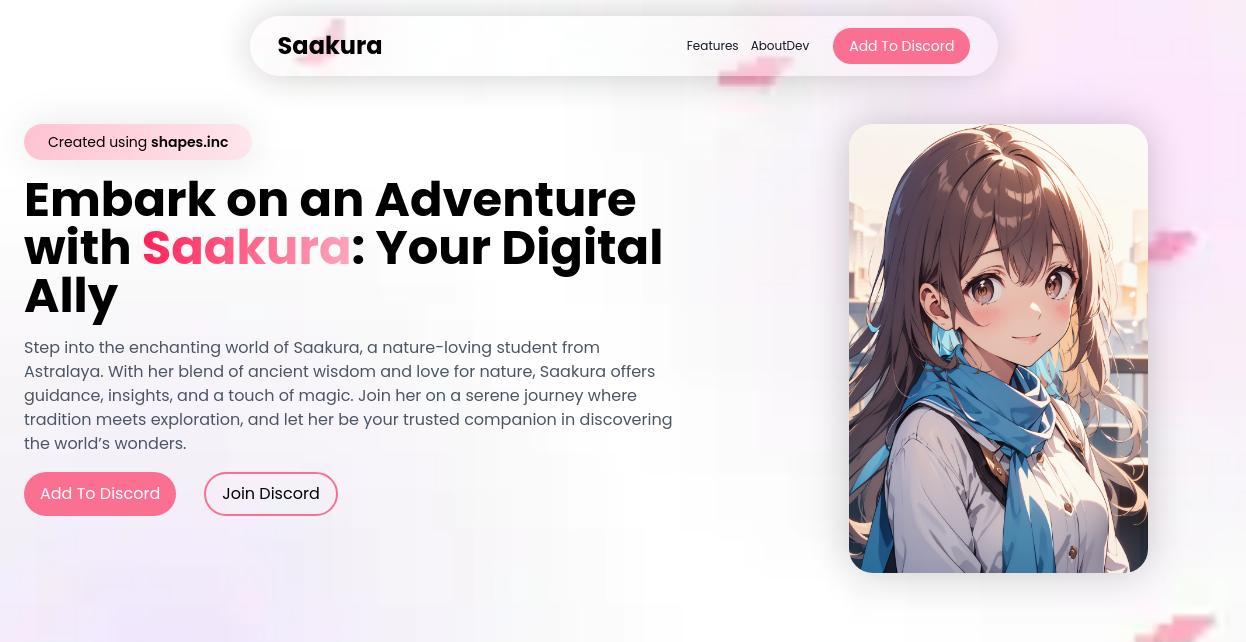 Saakura
Features AboutDev Add To Discord
Created using shapes.inc
Embark on an Adventure
with Saakura: Your Digital
Ally
Step into the enchanting world of Saakura, a nature-loving student from
Astralaya. With her blend of ancient wisdom and love for nature, Saakura offers
guidance, insights, and a touch of magic. Join her on a serene journey where
tradition meets exploration, and let her be your trusted companion in discovering
the world’s wonders.
Add To Discord Join Discord